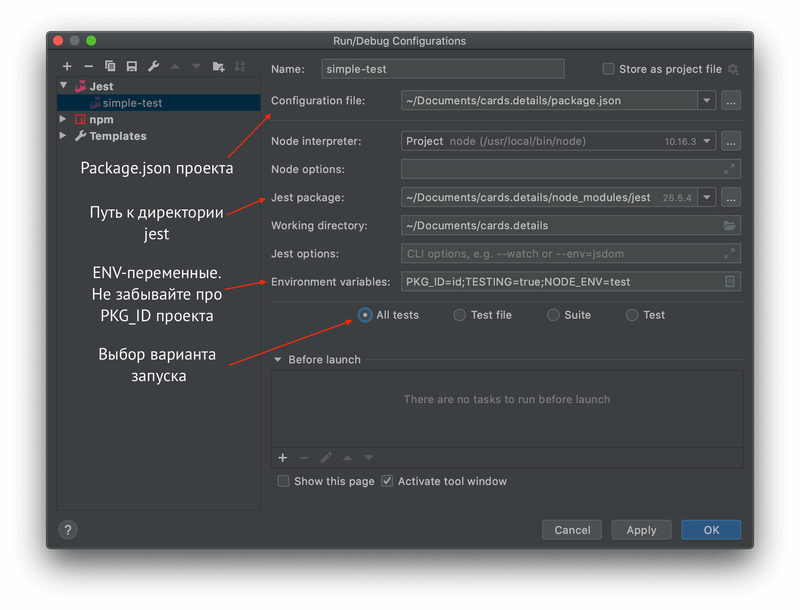 Run/Debug Configurations
Name: simple-test Store as project file
Jest
simple-test
npm
Templates
Configuration file: ~/Documents/cards.details/package.json ...
Package.json проекта
Node interpreter: Project node (/usr/local/bin/node) 10.16.3 ...
Node options:
Jest package: ~/Documents/cards.details/node_modules/jest 25.5.4 ...
Путь к директории
jest
Working directory: ~/Documents/cards.details
Jest options: CLI options, e.g. --watch or --env=jsdom
ENV-переменные.
Не забывайте про
PKG_ID проекта
Environment variables: PKG_ID=id;TESTING=true;NODE_ENV=test
All tests Test file Suite Test
Выбор варианта
запуска
Before launch
There are no tasks to run before launch
Show this page Activate tool window
? Cancel Apply OK